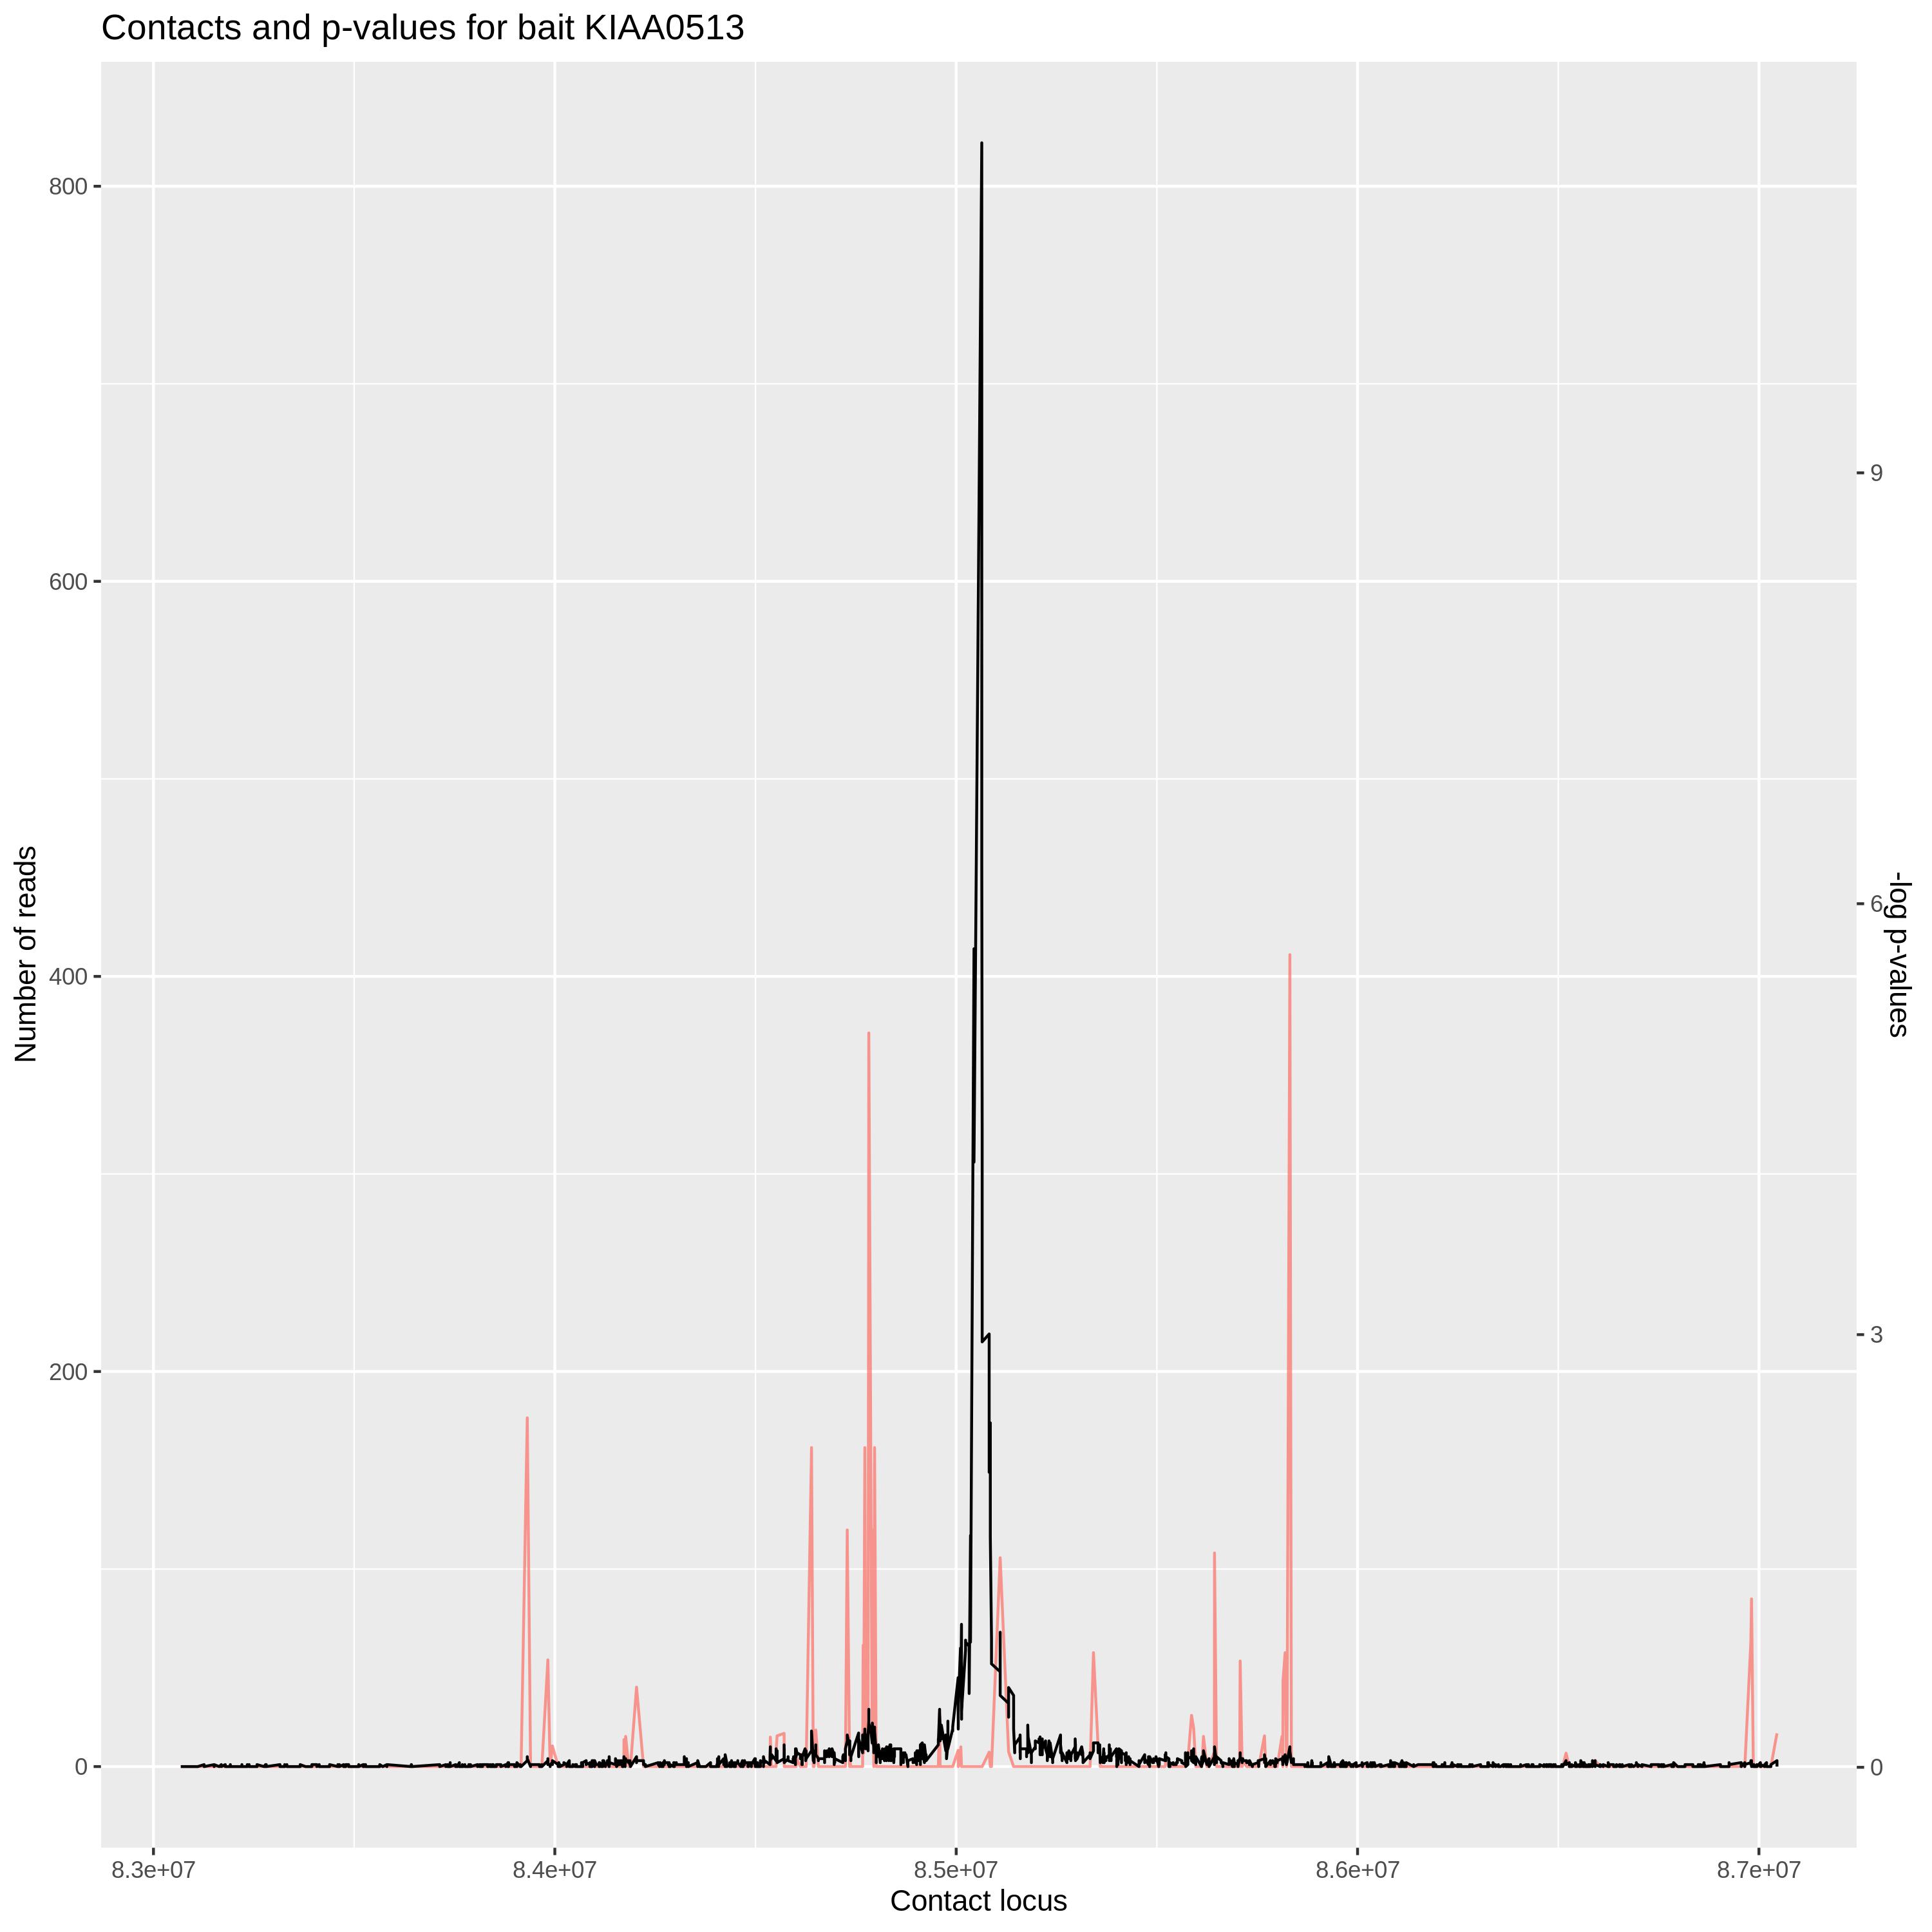 Contacts and p-values for bait KIAA0513
Number of reads
800
600
400
200
0
9
6
3
0
-log p-values
8.3e+07
8.4e+07
8.5e+07
8.6e+07
8.7e+07
Contact locus